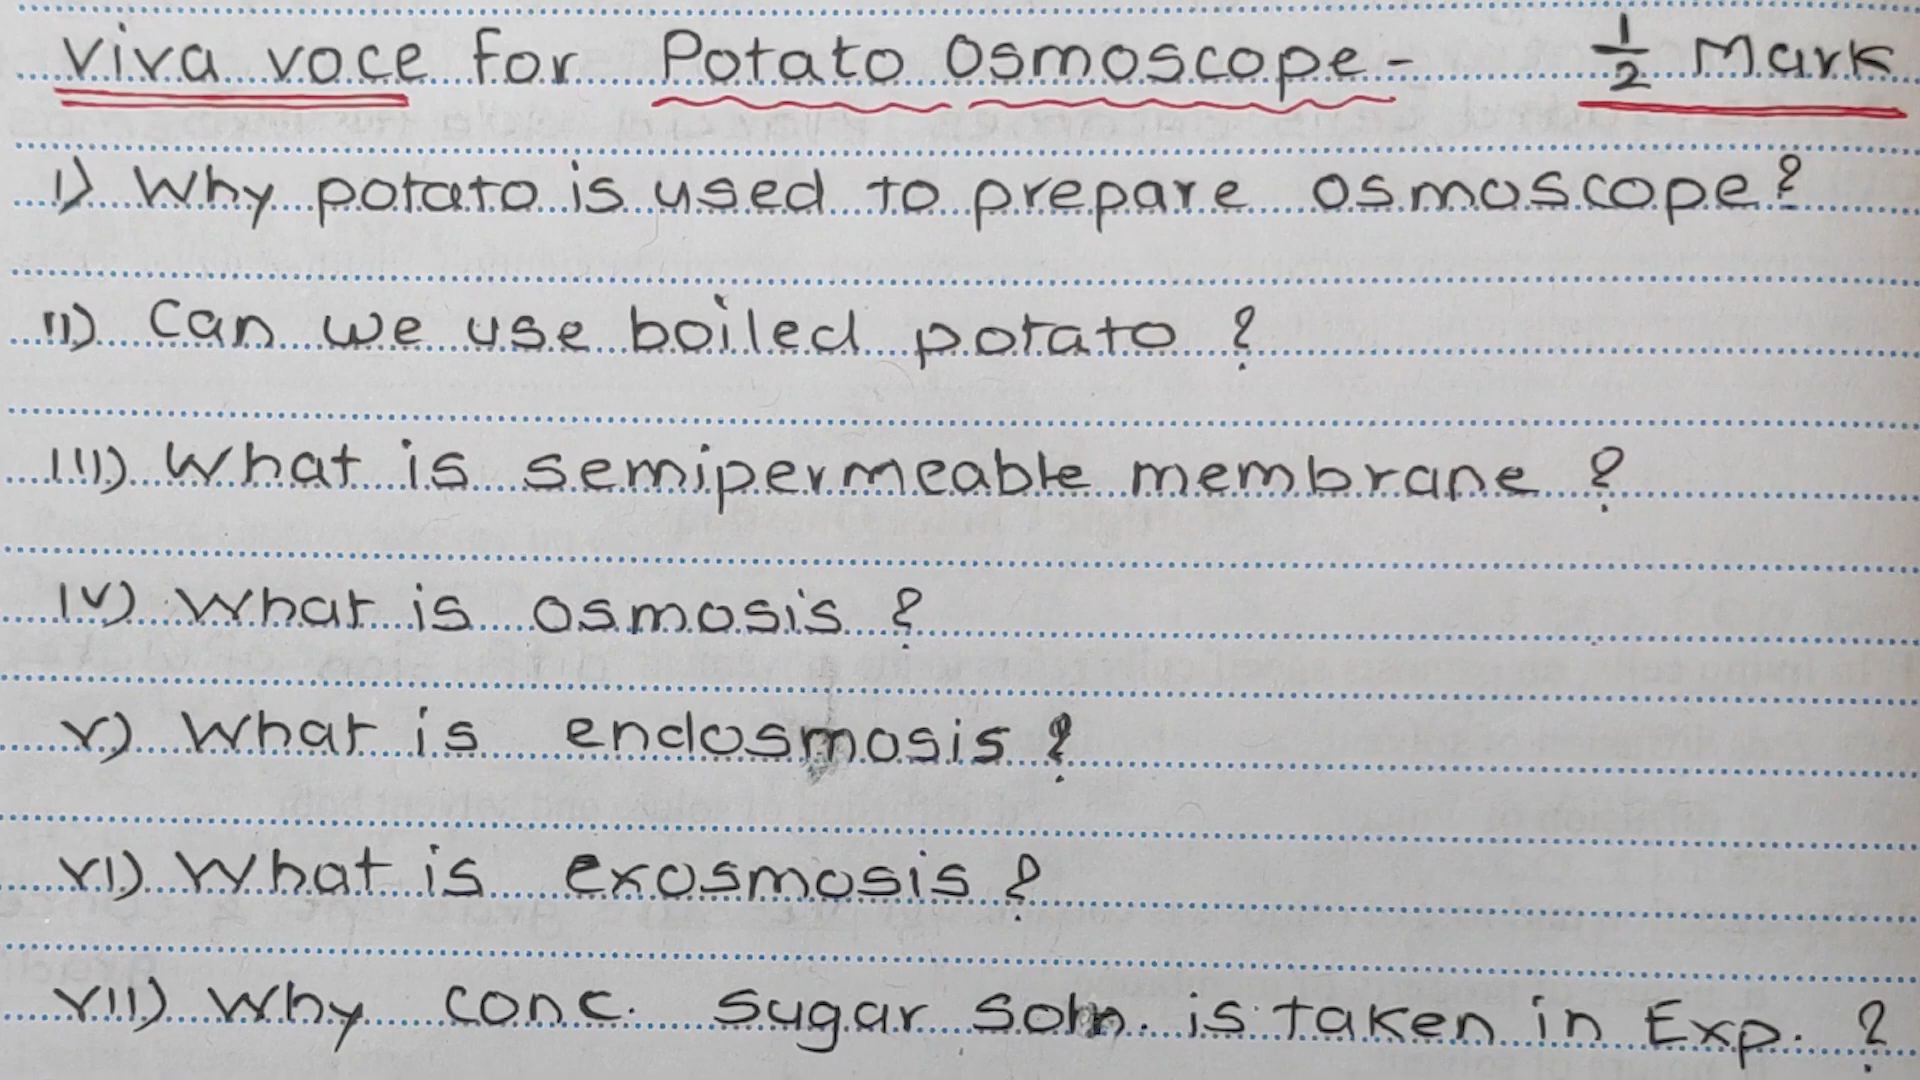 Viva voce for Potato Osmoscope - 1/2 Mark
I) Why potato is used to prepare osmoscope?
II) Can we use boiled potato ?
III) What is semipermeable membrane ?
IV) What is osmosis ?
V) What is endosmosis ?
VI) What is exosmosis ?
VII) Why conc. sugar soln. is taken in Exp. ?